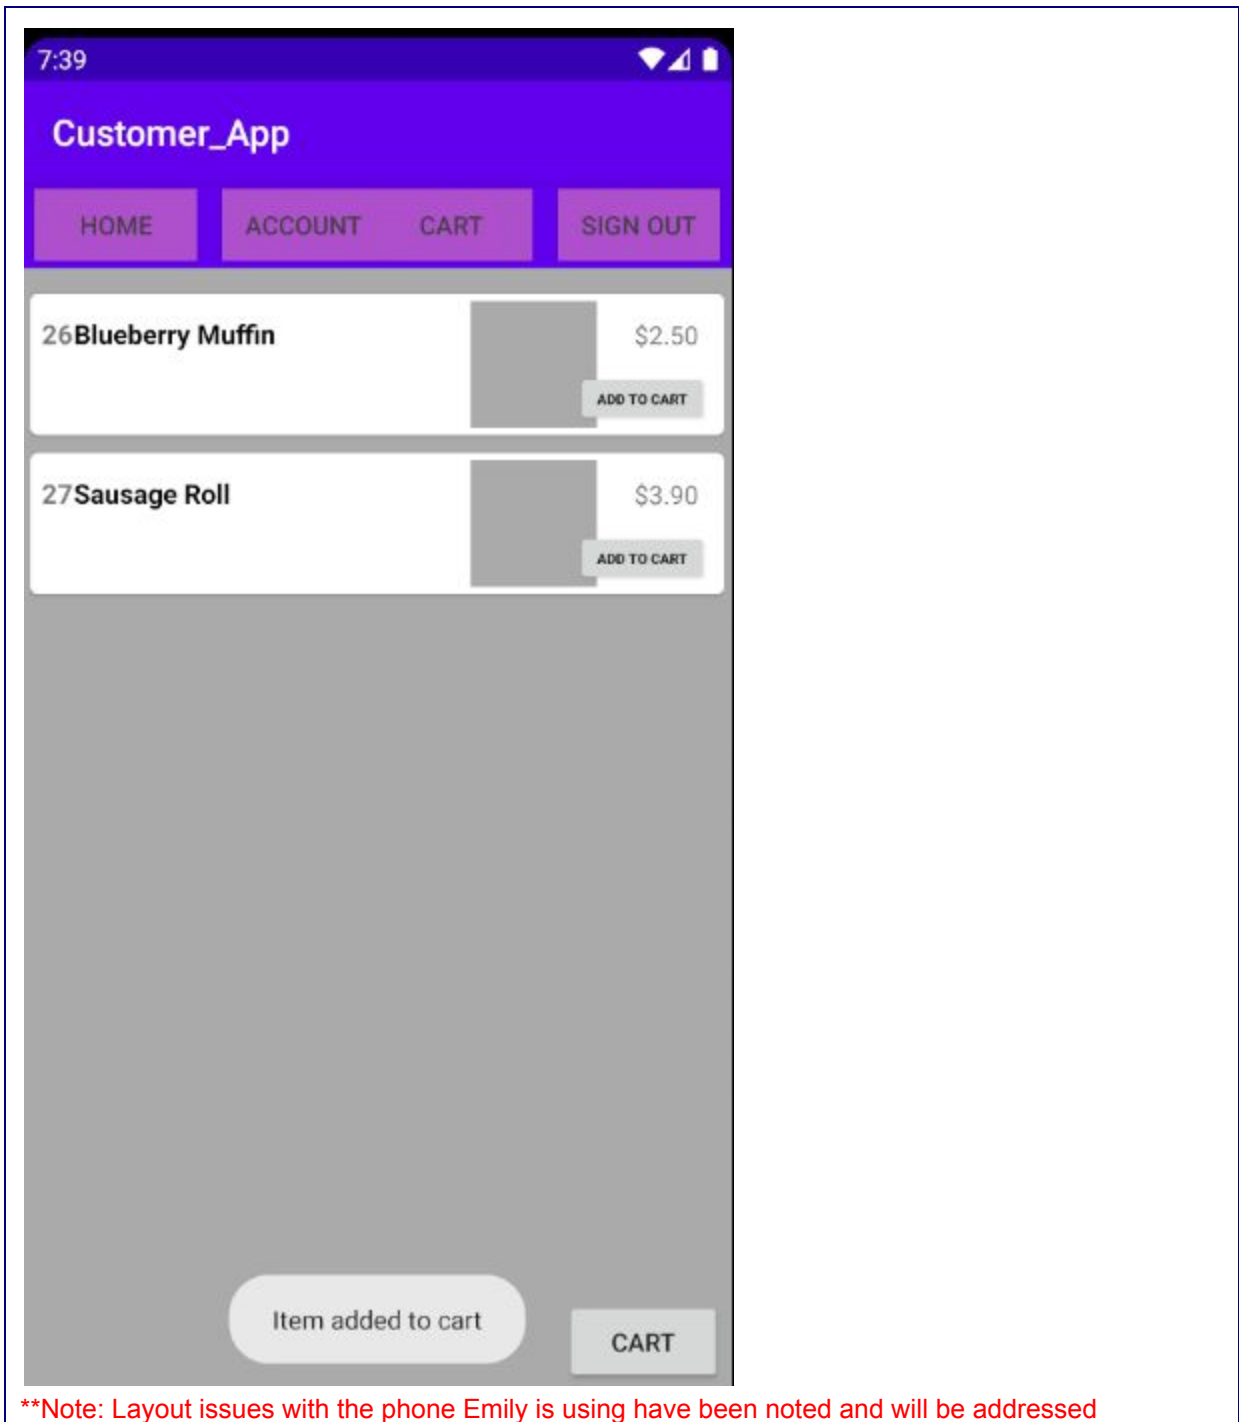 7:39
Customer_App
HOME ACCOUNT CART SIGN OUT
26Blueberry Muffin $2.50
ADD TO CART
27Sausage Roll $3.90
ADD TO CART
Item added to cart
CART
**Note: Layout issues with the phone Emily is using have been noted and will be addressed